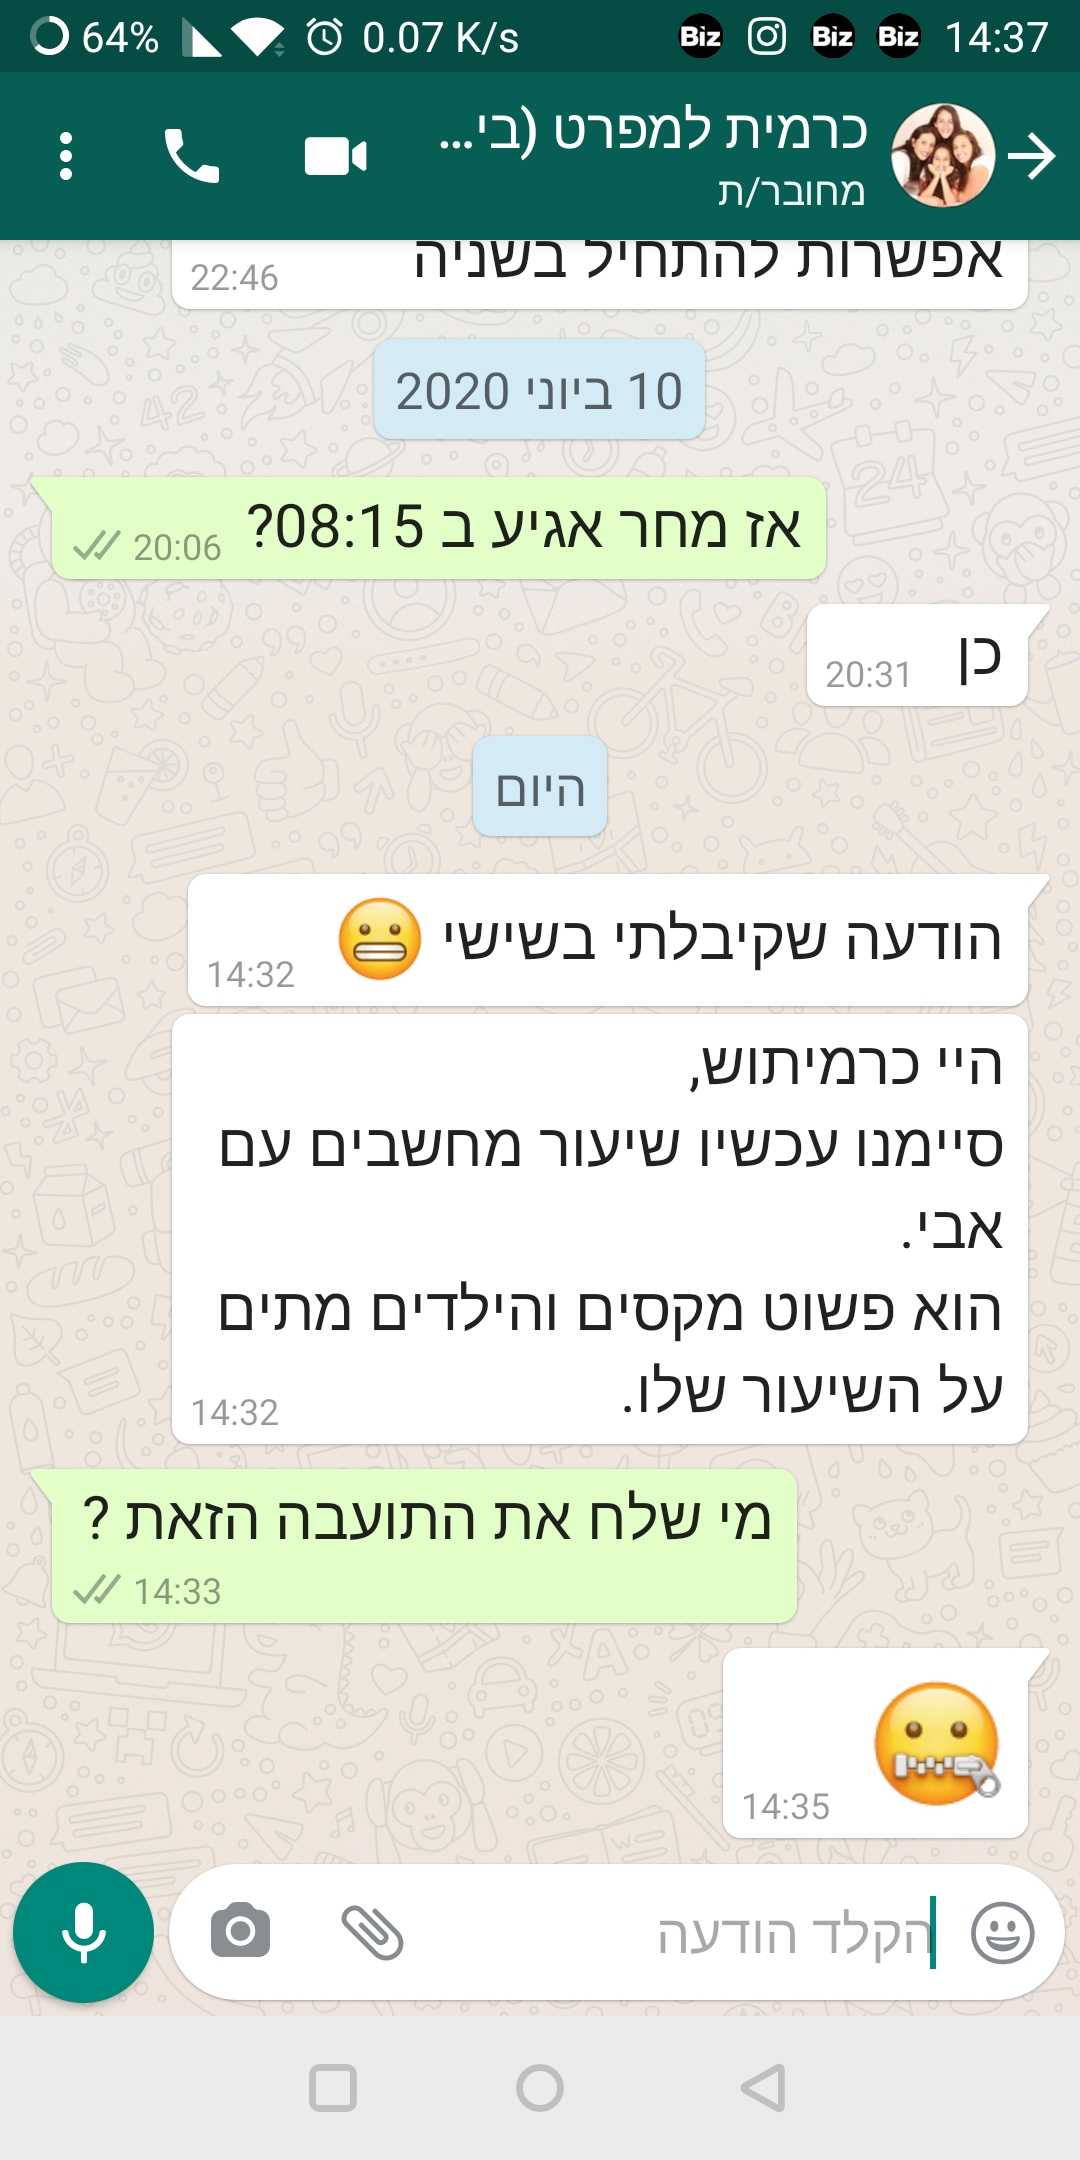 64%
0.07 K/s
Biz
Biz
Biz
14:37
כרמית למפרט (בי...
מחובר/ת
אפשרות להתחיל בשניה
22:46
10 ביוני 2020
אז מחר אגיע ב 08:15?
20:06
כן
20:31
היום
הודעה שקיבלתי בשישי 😬
14:32
היי כרמיתוש,
סיימנו עכשיו שיעור מחשבים עם
אבי.
הוא פשוט מקסים והילדים מתים
על השיעור שלו.
14:32
מי שלח את התועבה הזאת ?
14:33
🤐
14:35
הקלד הודעה